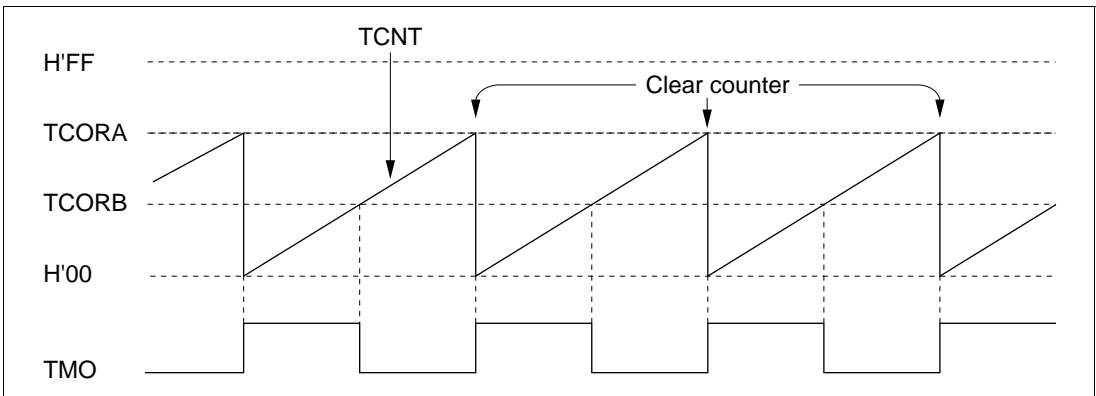 TCNT
H'FF
Clear counter
TCORA
TCORB
H'00
TMO